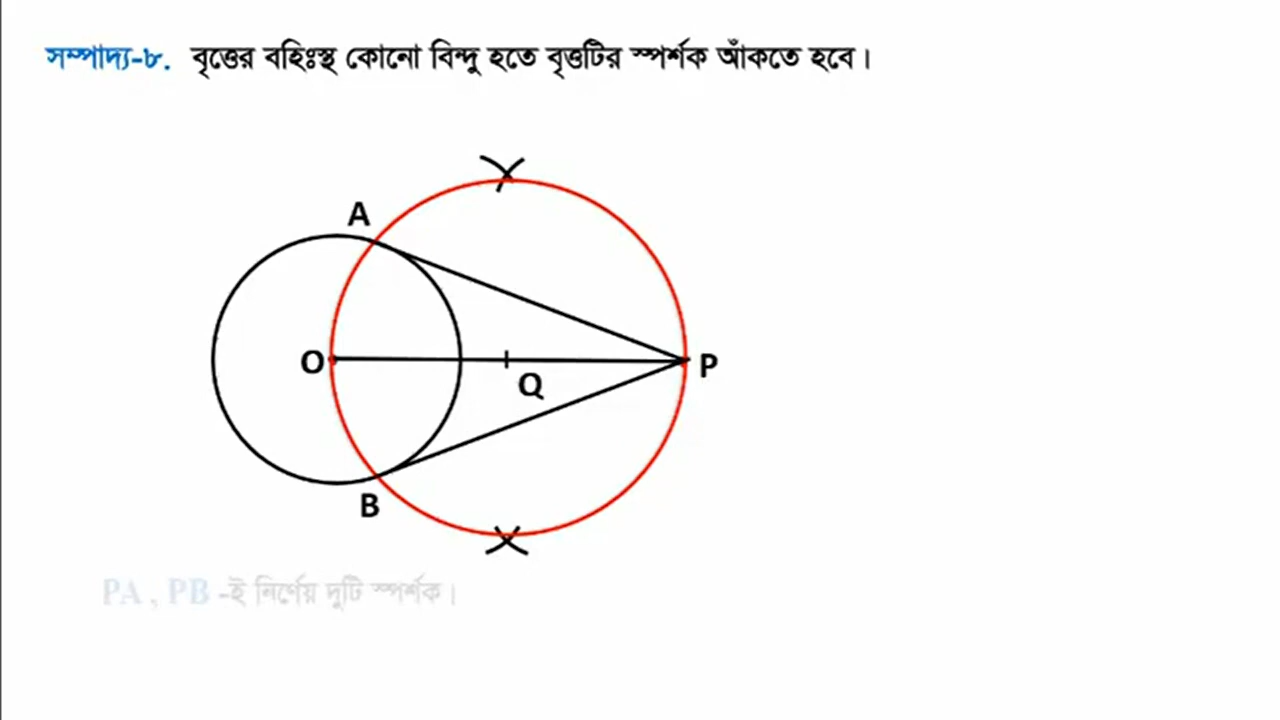 সম্পাদ্য-৮. বৃত্তের বহিঃস্থ কোনো বিন্দু হতে বৃত্তটির স্পর্শক আঁকতে হবে।
A
O
Q
P
B
PA , PB -ই নির্ণেয় দুটি স্পর্শক।